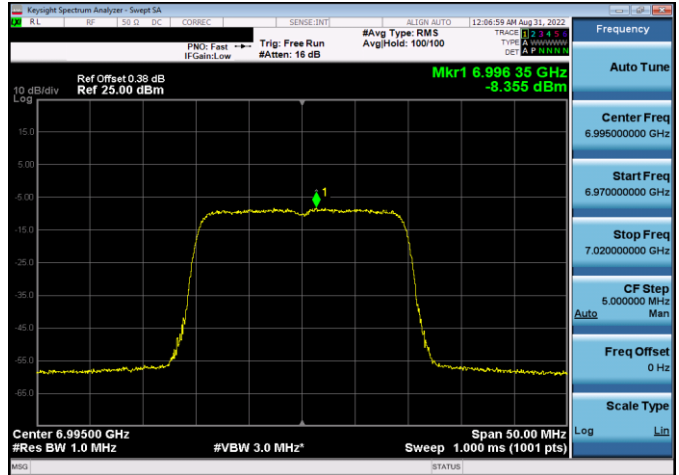 Keysight Spectrum Analyzer - Swept SA
RL RF 50 Ω DC CORREC SENSE:INT ALIGN AUTO 12:06:59 AM Aug 31, 2022
PNO: Fast
IFGain:Low
Trig: Free Run
#Atten: 16 dB
#Avg Type: RMS
Avg|Hold: 100/100
TRACE 1 2 3 4 5 6
TYPE A WWWWW
DET A P N N N N
Frequency
Mkr1 6.996 35 GHz
-8.355 dBm
Ref Offset 0.38 dB
10 dB/div Ref 25.00 dBm
Log
15.0
5.00
-5.00
-15.0
-25.0
-35.0
-45.0
-55.0
-65.0
1
Center 6.99500 GHz
#Res BW 1.0 MHz
#VBW 3.0 MHz*
Span 50.00 MHz
Sweep 1.000 ms (1001 pts)
Auto Tune
Center Freq
6.995000000 GHz
Start Freq
6.970000000 GHz
Stop Freq
7.020000000 GHz
CF Step
5.000000 MHz
Auto Man
Freq Offset
0 Hz
Scale Type
Log Lin
MSG STATUS